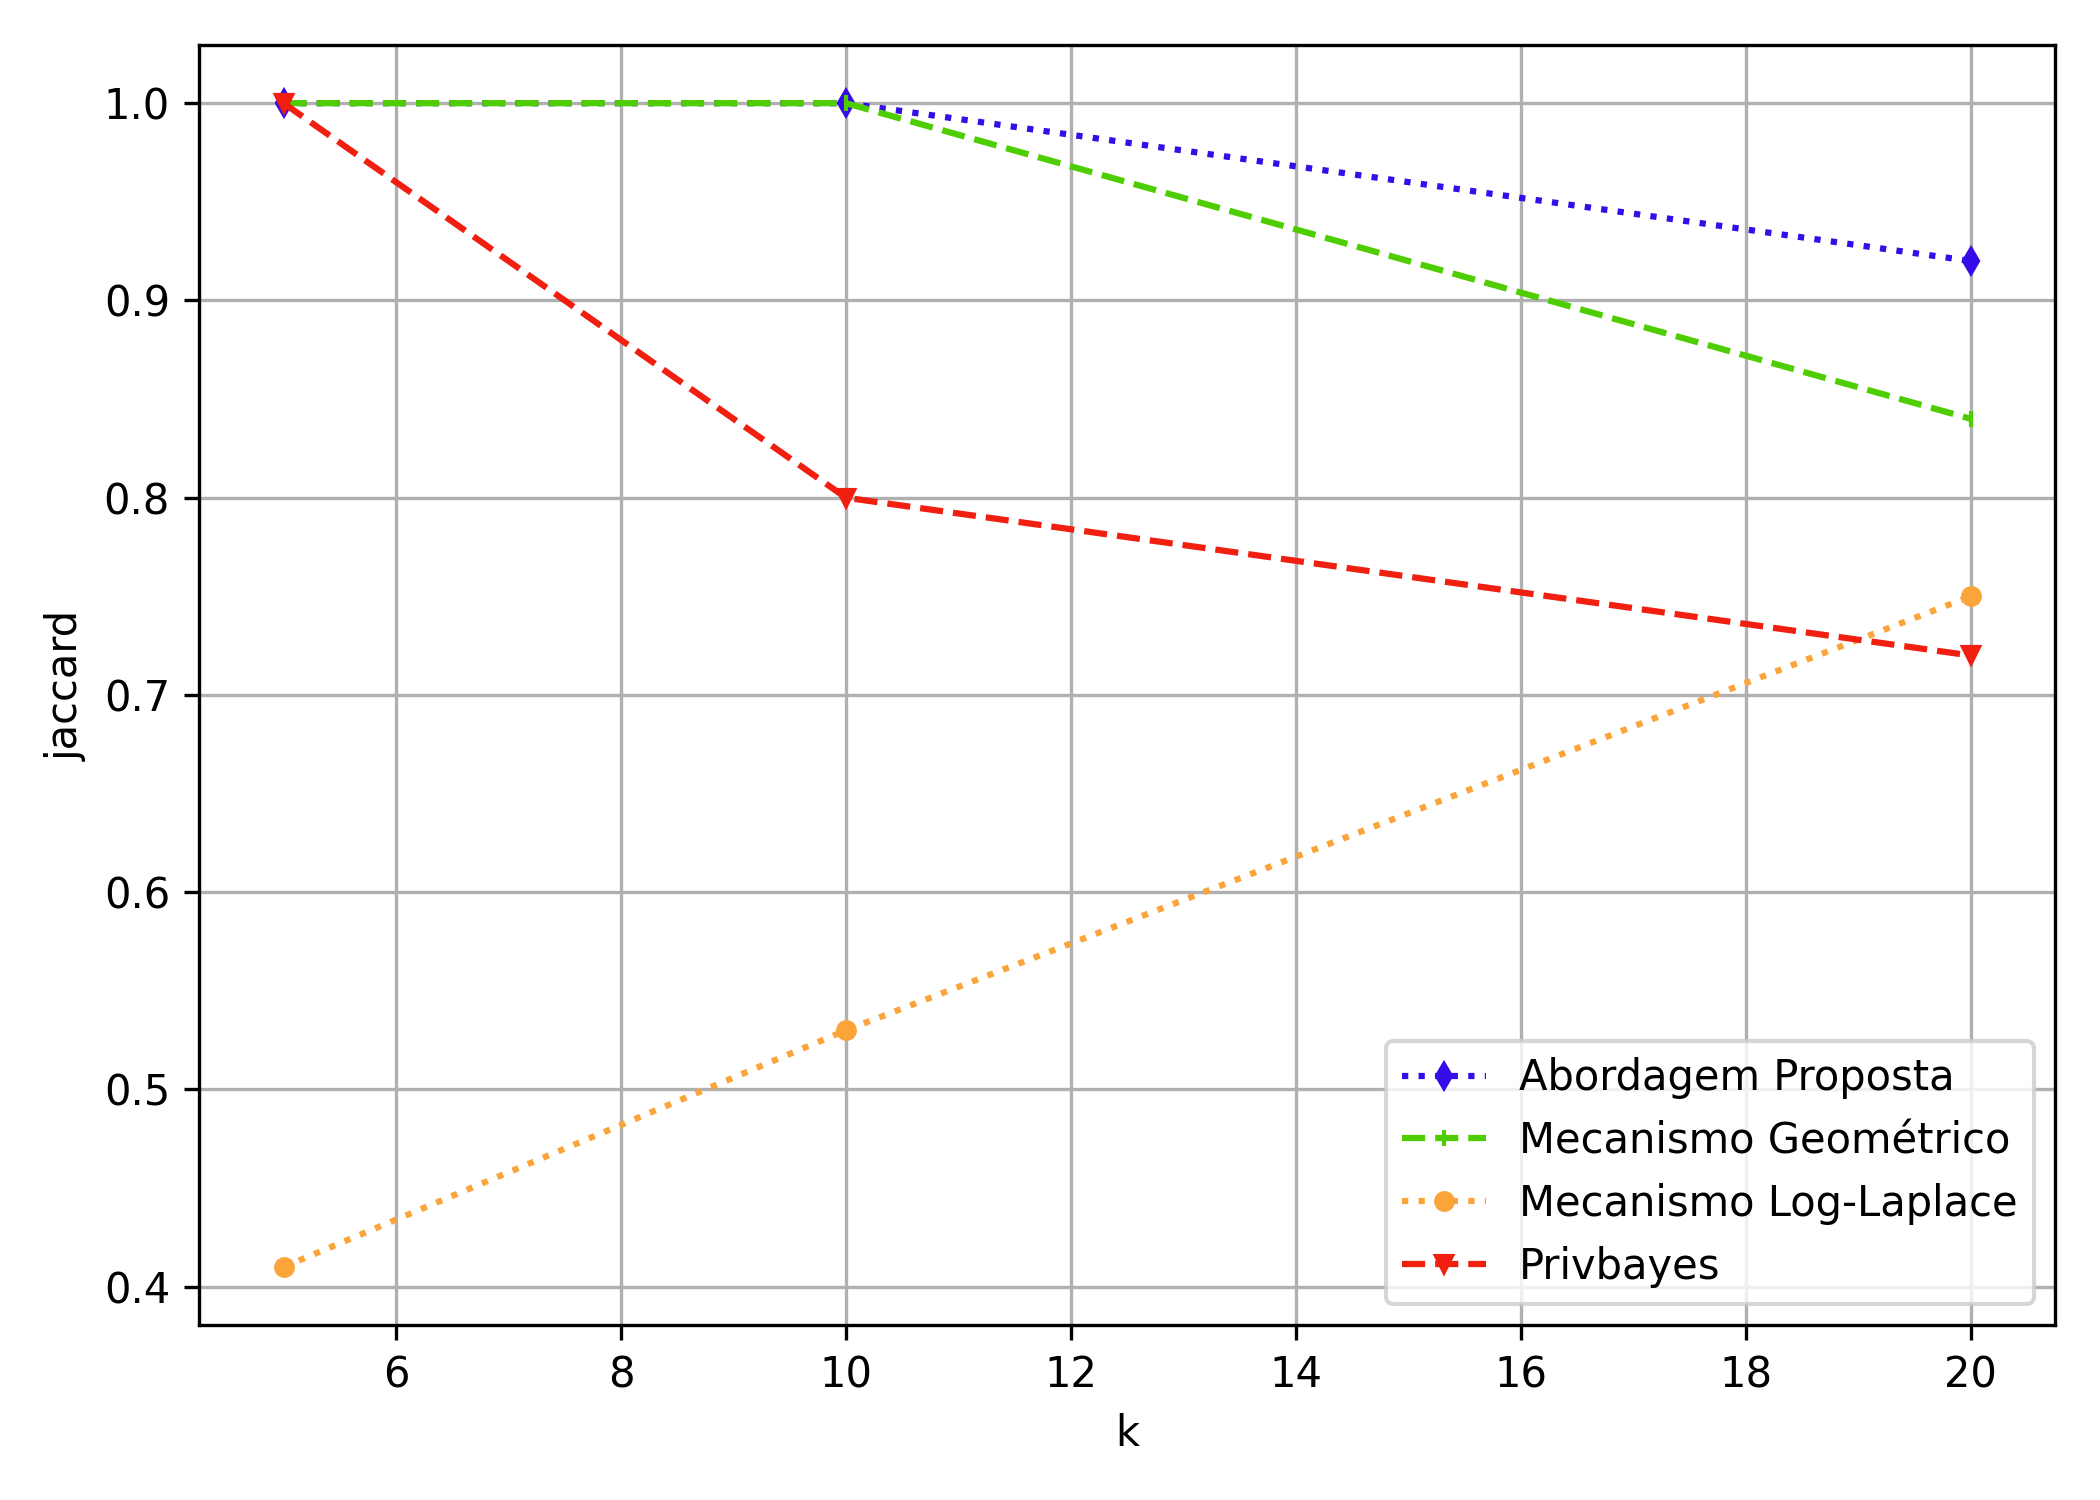 1.0
0.9
0.8
0.7
0.6
0.5
0.4
jaccard
6 8 10 12 14 16 18 20
k
Abordagem Proposta
Mecanismo Geométrico
Mecanismo Log-Laplace
Privbayes